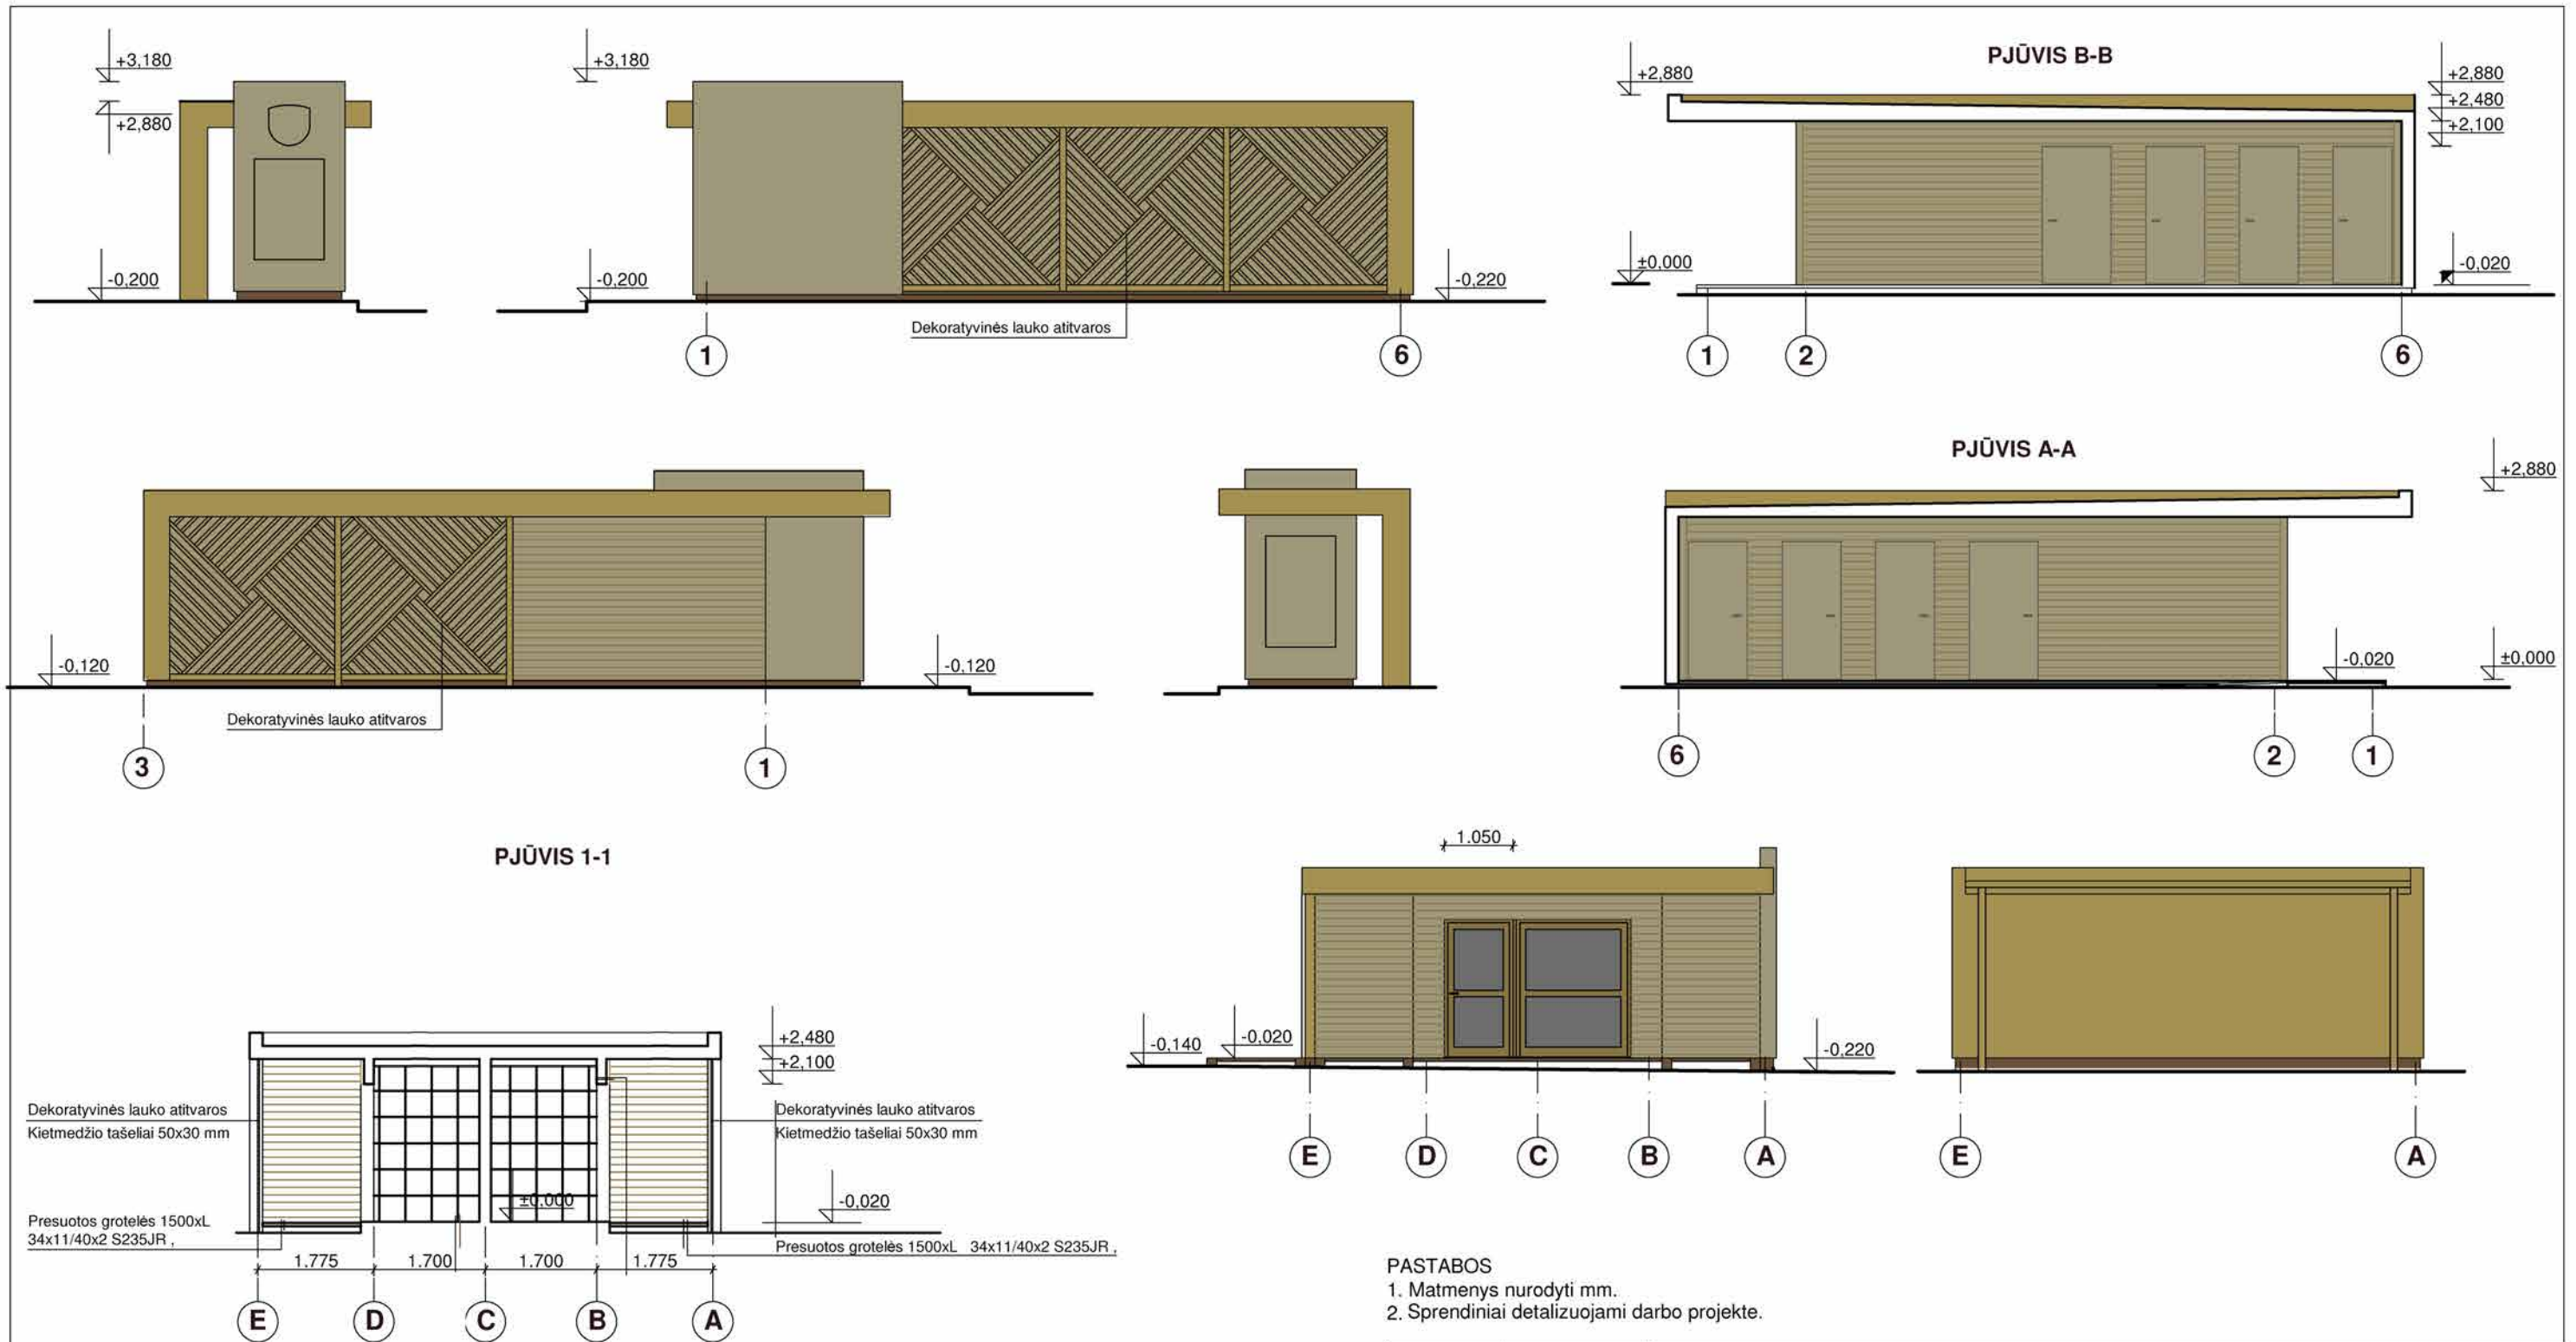 +3,180
+2,880
-0,200
+3,180
-0,200
-0,220
Dekoratyvinės lauko atitvaros
1
6
PJŪVIS B-B
+2,880
+2,880
+2,480
+2,100
±0,000
-0,020
1
2
6
-0,120
-0,120
Dekoratyvinės lauko atitvaros
3
1
PJŪVIS A-A
+2,880
-0,020
±0,000
6
2
1
PJŪVIS 1-1
+2,480
+2,100
Dekoratyvinės lauko atitvaros
Kietmedžio tašeliai 50x30 mm
Dekoratyvinės lauko atitvaros
Kietmedžio tašeliai 50x30 mm
±0,000
-0,020
Presuotos grotelės 1500xL
34x11/40x2 S235JR ,
Presuotos grotelės 1500xL 34x11/40x2 S235JR ,
1.775
1.700
1.700
1.775
E
D
C
B
A
1.050
-0,140
-0,020
-0,220
E
D
C
B
A
E
A
PASTABOS
1. Matmenys nurodyti mm.
2. Sprendiniai detalizuojami darbo projekte.